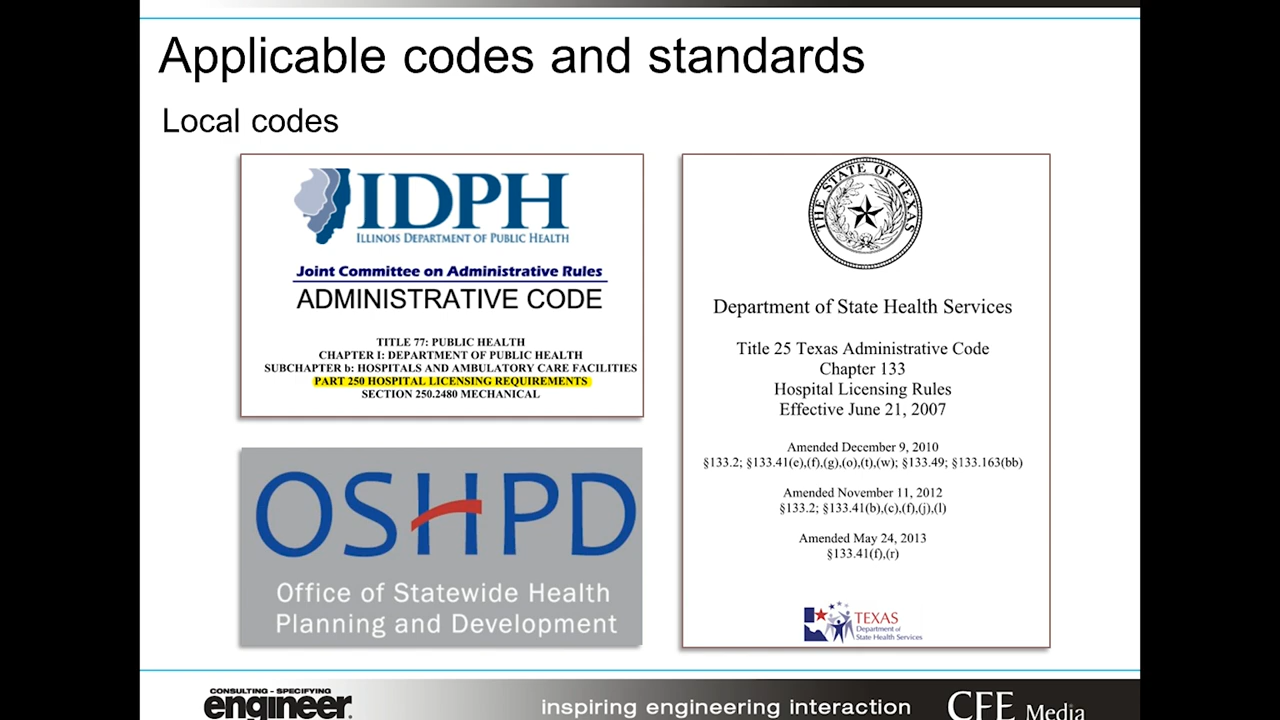 Applicable codes and standards
Local codes
IDPH
ILLINOIS DEPARTMENT OF PUBLIC HEALTH
Joint Committee on Administrative Rules
ADMINISTRATIVE CODE
TITLE 77: PUBLIC HEALTH
CHAPTER I: DEPARTMENT OF PUBLIC HEALTH
SUBCHAPTER b: HOSPITALS AND AMBULATORY CARE FACILITIES
PART 250 HOSPITAL LICENSING REQUIREMENTS
SECTION 250.2480 MECHANICAL
OSHPD
Office of Statewide Health
Planning and Development
THE STATE OF TEXAS
Department of State Health Services
Title 25 Texas Administrative Code
Chapter 133
Hospital Licensing Rules
Effective June 21, 2007
Amended December 9, 2010
§133.2; §133.41(e),(f),(g),(o),(t),(w); §133.49; §133.163(bb)
Amended November 11, 2012
§133.2; §133.41(b),(c),(f),(j),(l)
Amended May 24, 2013
§133.41(f),(r)
TEXAS
Department of
State Health Services
CONSULTING - SPECIFYING
engineer.
inspiring engineering interaction
CFE Media